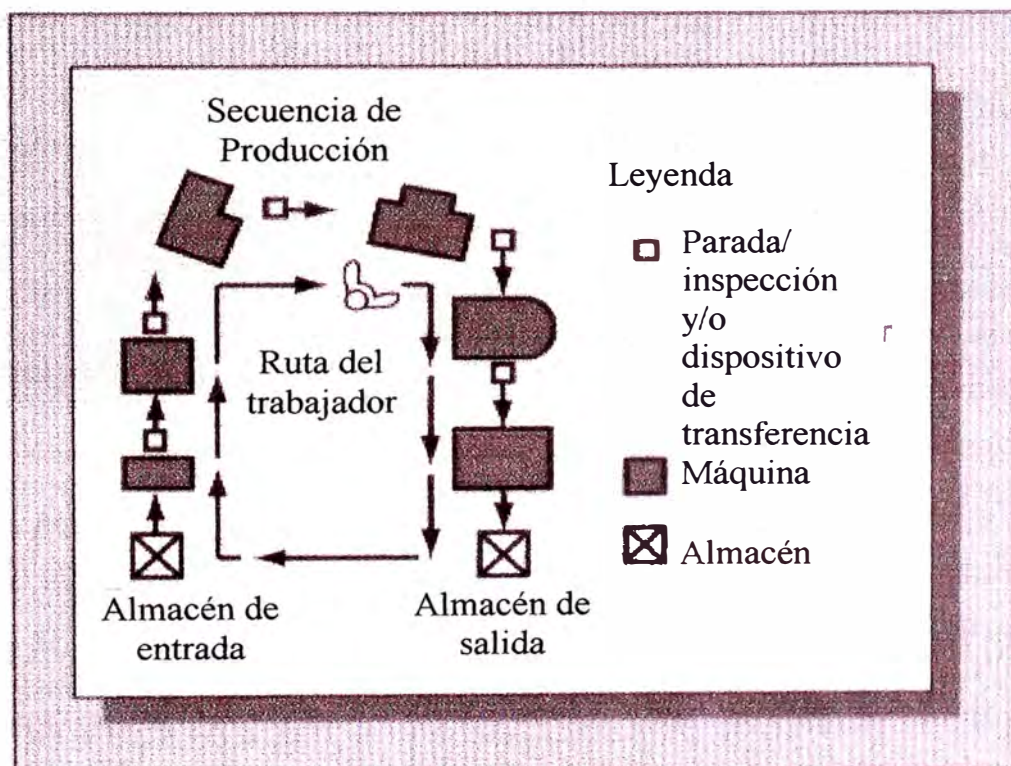 Secuencia de
Producción
Ruta del
trabajador
Almacén de
entrada
Almacén de
salida
Leyenda
Parada/
inspección
y/o
dispositivo
de
transferencia
Máquina
Almacén